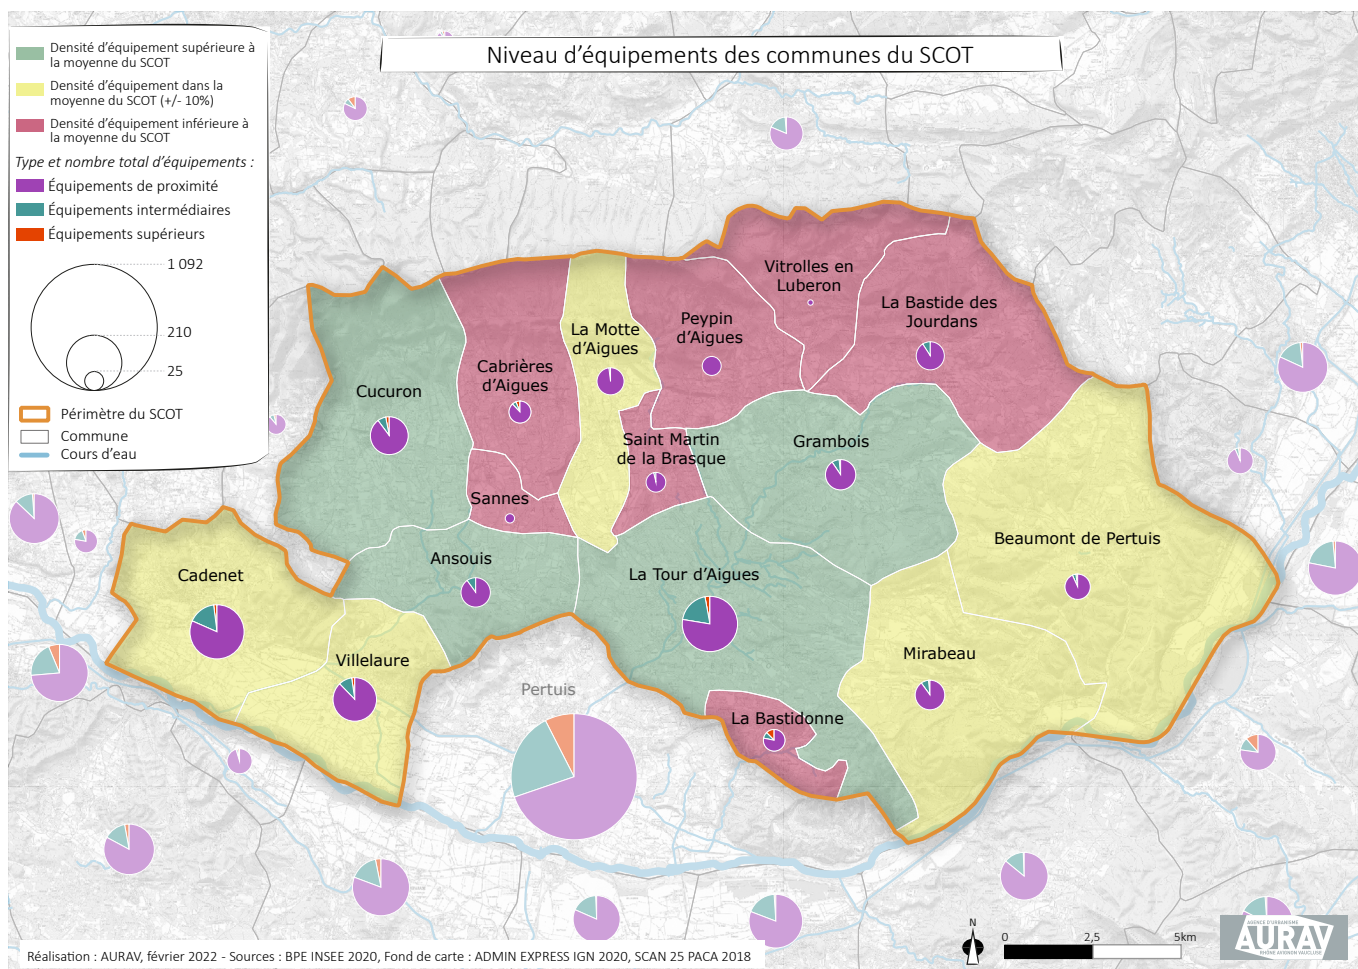 Niveau d'équipements des communes du SCOT
Densité d'équipement supérieure à
la moyenne du SCOT
Densité d'équipement dans la
moyenne du SCOT (+/- 10%)
Densité d'équipement inférieure à
la moyenne du SCOT
Type et nombre total d'équipements :
Équipements de proximité
Équipements intermédiaires
Équipements supérieurs
1 092
210
25
Périmètre du SCOT
Commune
Cours d'eau
Vitrolles en
Luberon
La Bastide des
Jourdans
Peypin
d'Aigues
La Motte
d'Aigues
Cabrières
d'Aigues
Cucuron
Saint Martin
de la Brasque
Grambois
Sannes
Beaumont de Pertuis
Ansouis
La Tour d'Aigues
Cadenet
Villelaure
Mirabeau
Pertuis
La Bastidonne
N
0
2,5
5km
AGENCE D'URBANISME
AURAV
RHÔNE AVIGNON VAUCLUSE
Réalisation : AURAV, février 2022 - Sources : BPE INSEE 2020, Fond de carte : ADMIN EXPRESS IGN 2020, SCAN 25 PACA 2018